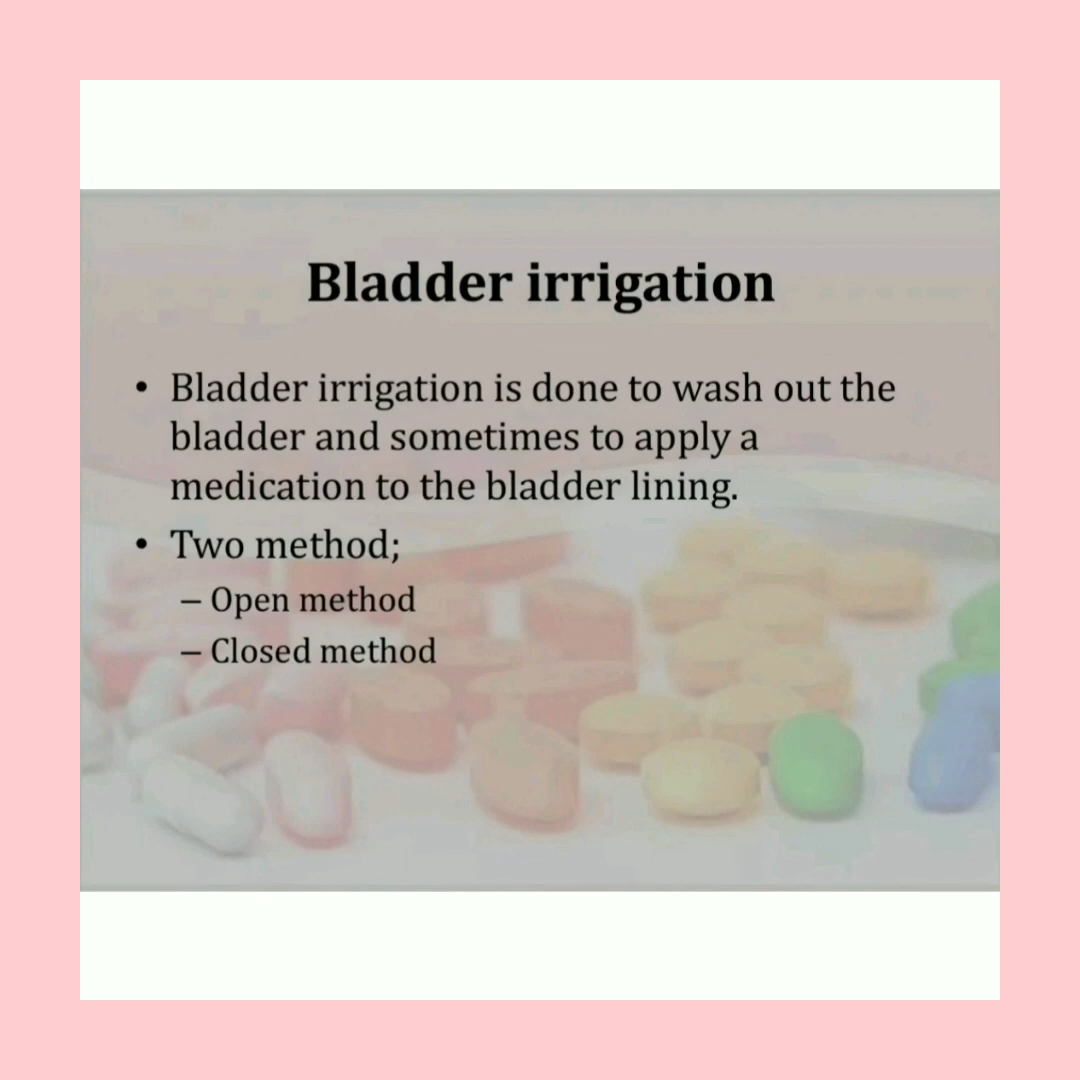 Bladder irrigation
• Bladder irrigation is done to wash out the
bladder and sometimes to apply a
medication to the bladder lining.
• Two method;
– Open method
– Closed method